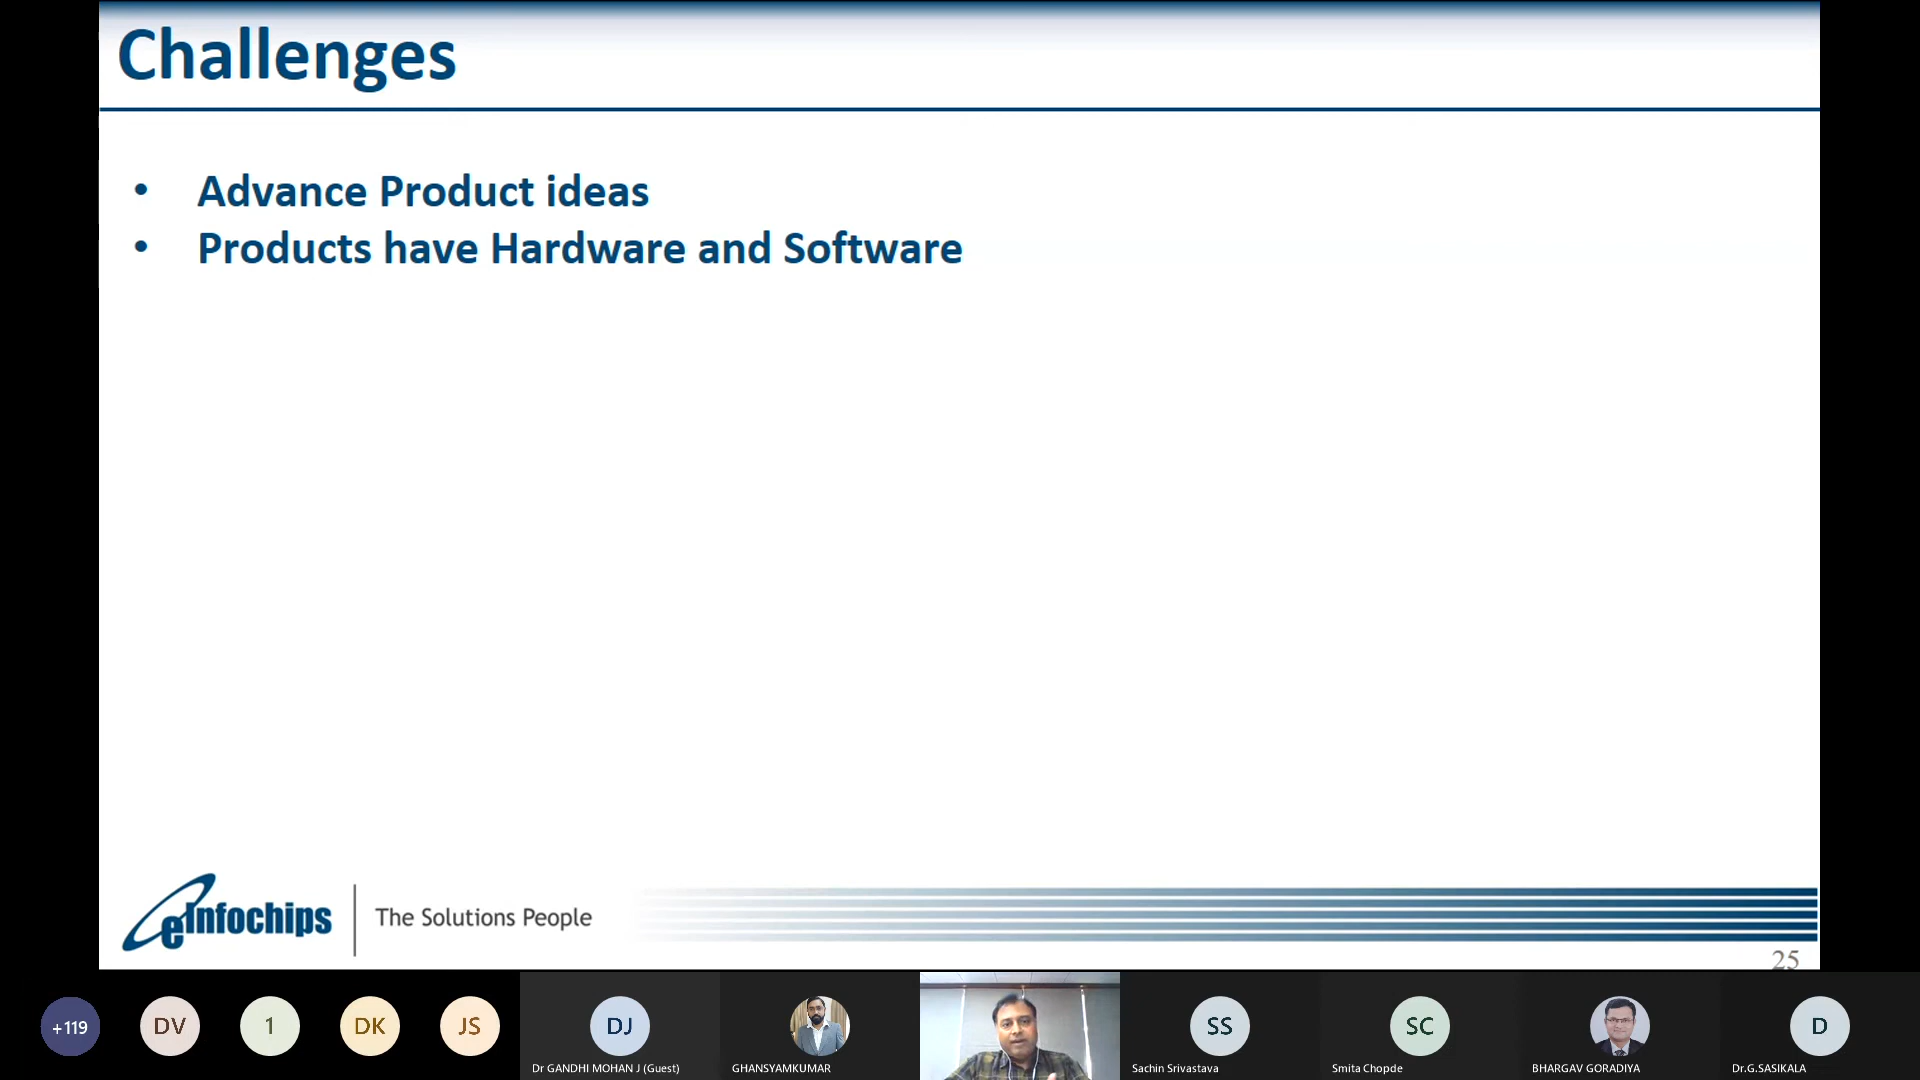 Challenges
• Advance Product ideas
• Products have Hardware and Software
eInfochips
The Solutions People
25
+119
DV
1
DK
JS
DJ
SS
SC
D
Dr GANDHI MOHAN J (Guest)
GHANSYAMKUMAR
Sachin Srivastava
Smita Chopde
BHARGAV GORADIYA
Dr.G.SASIKALA